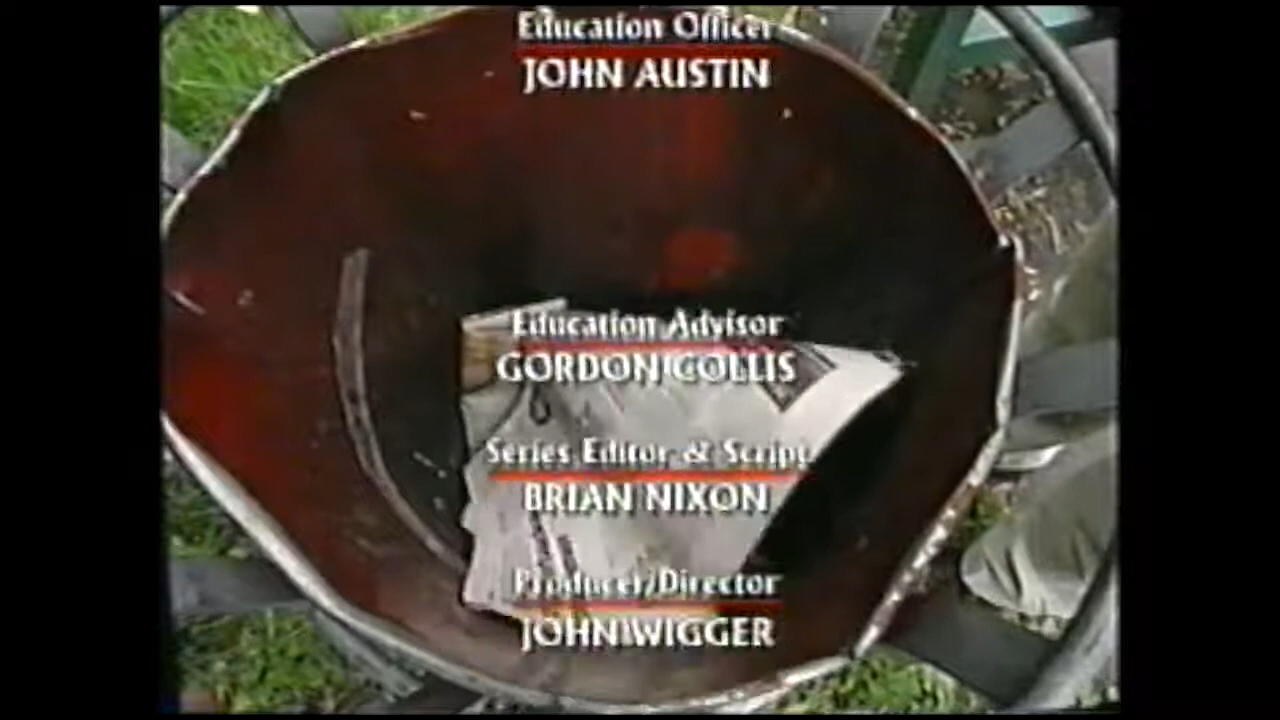 Education Officer
JOHN AUSTIN
Education Advisor
GORDON COLLIS
Series Editor & Script
BRIAN NIXON
Producer/Director
JOHN WIGGER